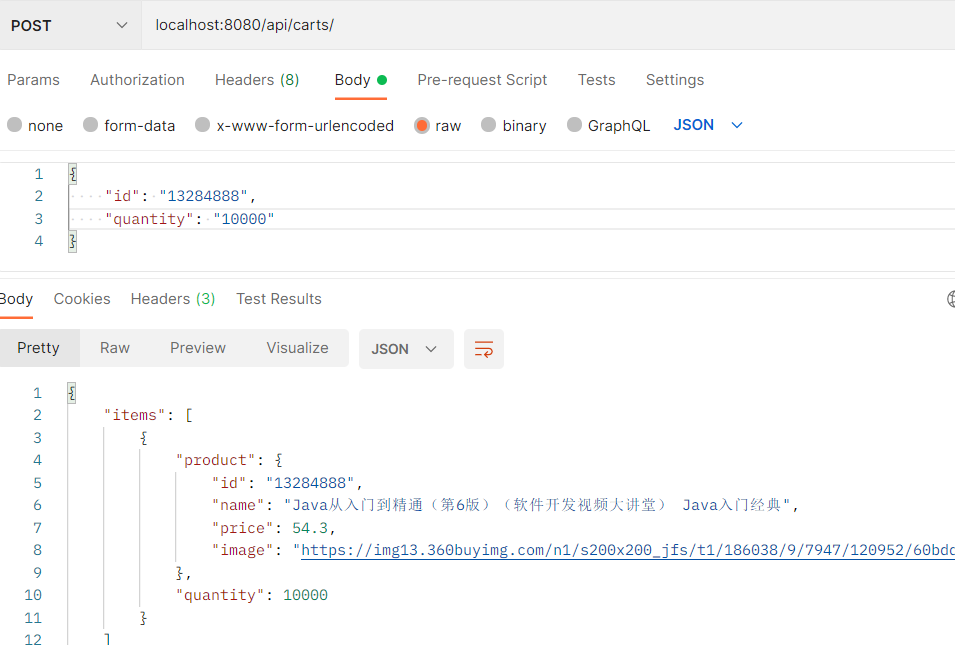 POST localhost:8080/api/carts/
Params Authorization Headers (8) Body Pre-request Script Tests Settings
none form-data x-www-form-urlencoded raw binary GraphQL JSON
1 {
2 "id": "13284888",
3 "quantity": "10000"
4 }
Body Cookies Headers (3) Test Results
Pretty Raw Preview Visualize JSON
1 {
2 "items": [
3 {
4 "product": {
5 "id": "13284888",
6 "name": "Java从入门到精通（第6版）（软件开发视频大讲堂） Java入门经典",
7 "price": 54.3,
8 "image": "https://img13.360buyimg.com/n1/s200x200_jfs/t1/186038/9/7947/120952/60bdc
9 },
10 "quantity": 10000
11 }
12 ]